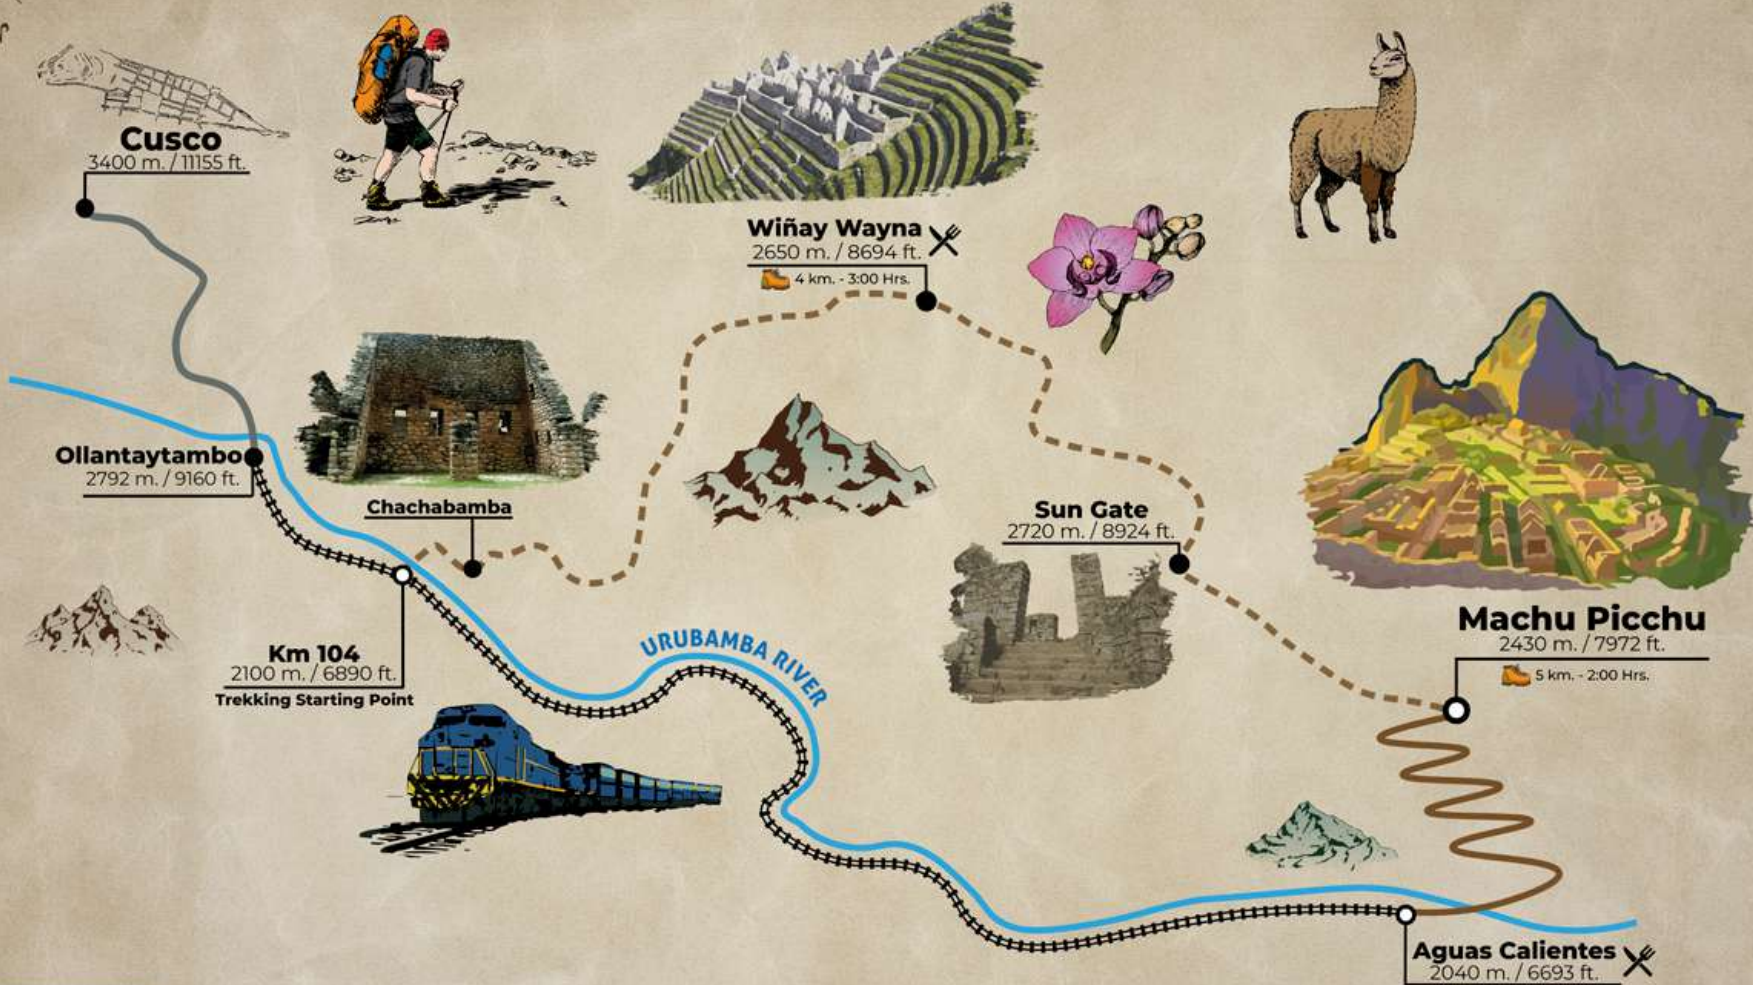 Cusco
3400 m. / 11155 ft.
Wiñay Wayna
2650 m. / 8694 ft.
4 km. - 3:00 Hrs.
Ollantaytambo
2792 m. / 9160 ft.
Chachabamba
Sun Gate
2720 m. / 8924 ft.
Machu Picchu
2430 m. / 7972 ft.
5 km. - 2:00 Hrs.
Km 104
2100 m. / 6890 ft.
Trekking Starting Point
URUBAMBA RIVER
Aguas Calientes
2040 m. / 6693 ft.